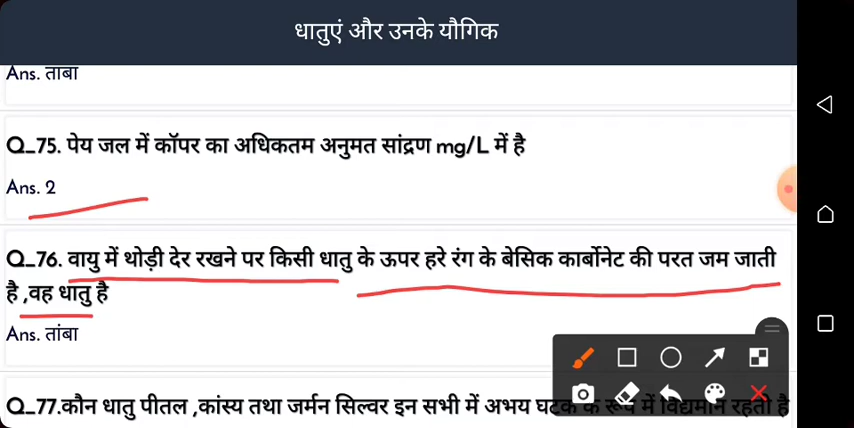 धातुएं और उनके यौगिक
Ans. तांबा
Q_75. पेय जल में कॉपर का अधिकतम अनुमत सांद्रण mg/L में है
Ans. 2
Q_76. वायु में थोड़ी देर रखने पर किसी धातु के ऊपर हरे रंग के बेसिक कार्बोनेट की परत जम जाती
है ,वह धातु है
Ans. तांबा
Q_77.कौन धातु पीतल ,कांस्य तथा जर्मन सिल्वर इन सभी में अभय घटक के रूप में विद्यमान रहती है